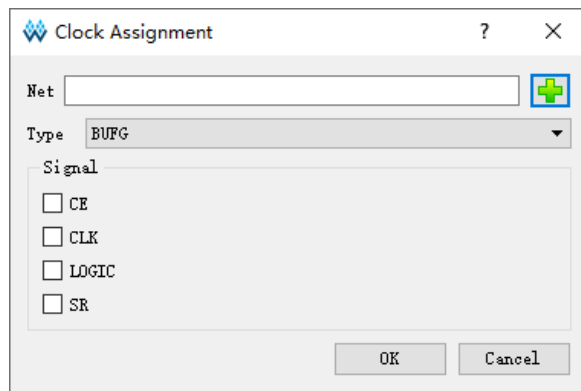 Clock Assignment ?
Net
Type BUFG
Signal
CE
CLK
LOGIC
SR
OK Cancel